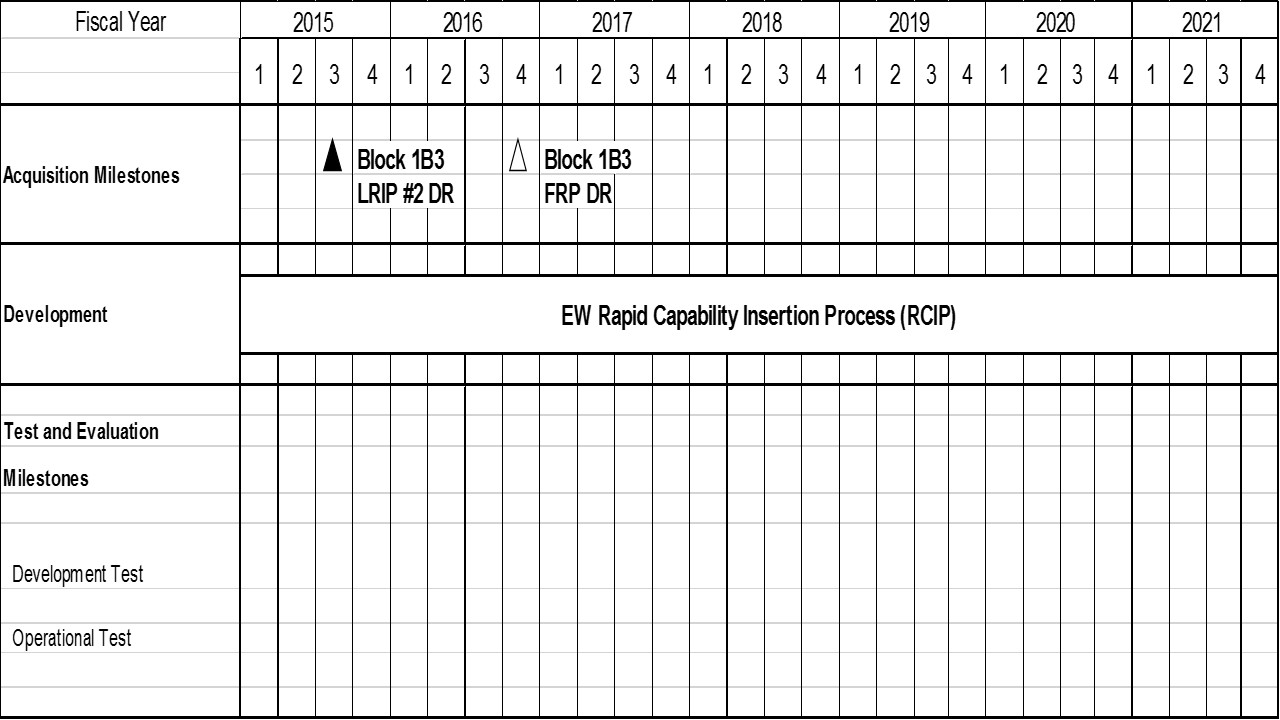 Fiscal Year 2015 2016 2017 2018 2019 2020 2021
1 2 3 4 1 2 3 4 1 2 3 4 1 2 3 4 1 2 3 4 1 2 3 4 1 2 3 4
Acquisition Milestones
Block 1B3
LRIP #2 DR
Block 1B3
FRP DR
Development
EW Rapid Capability Insertion Process (RCIP)
Test and Evaluation
Milestones
Development Test
Operational Test